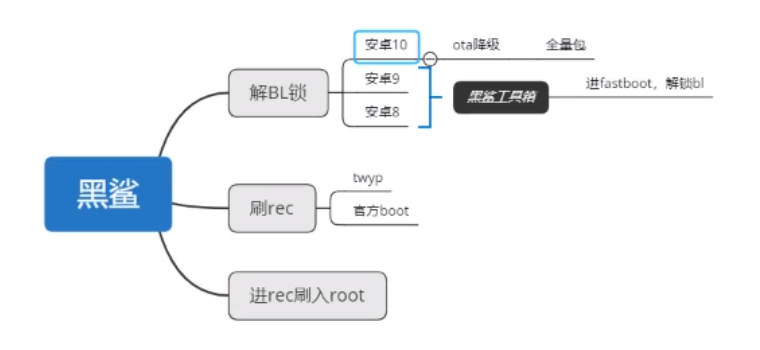 黑鲨
解BL锁
安卓10
ota降级
全量包
安卓9
安卓8
黑鲨工具箱
进fastboot，解锁bl
刷rec
twyp
官方boot
进rec刷入root